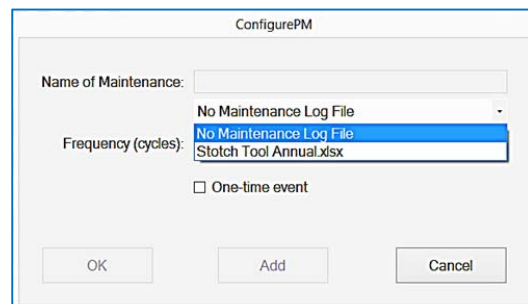 ConfigurePM
Name of Maintenance:
No Maintenance Log File
No Maintenance Log File
Frequency (cycles):
Stotch Tool Annual.xlsx
One-time event
OK Add Cancel